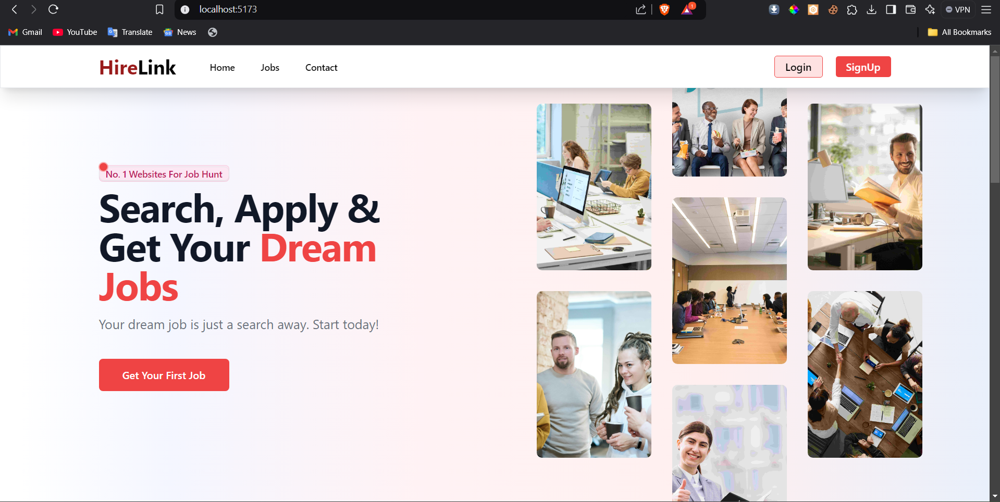 localhost:5173
1
VPN
Gmail
YouTube
Translate
News
All Bookmarks
HireLink
Home
Jobs
Contact
Login
SignUp
No. 1 Websites For Job Hunt
Search, Apply &
Get Your Dream
Jobs
Your dream job is just a search away. Start today!
Get Your First Job